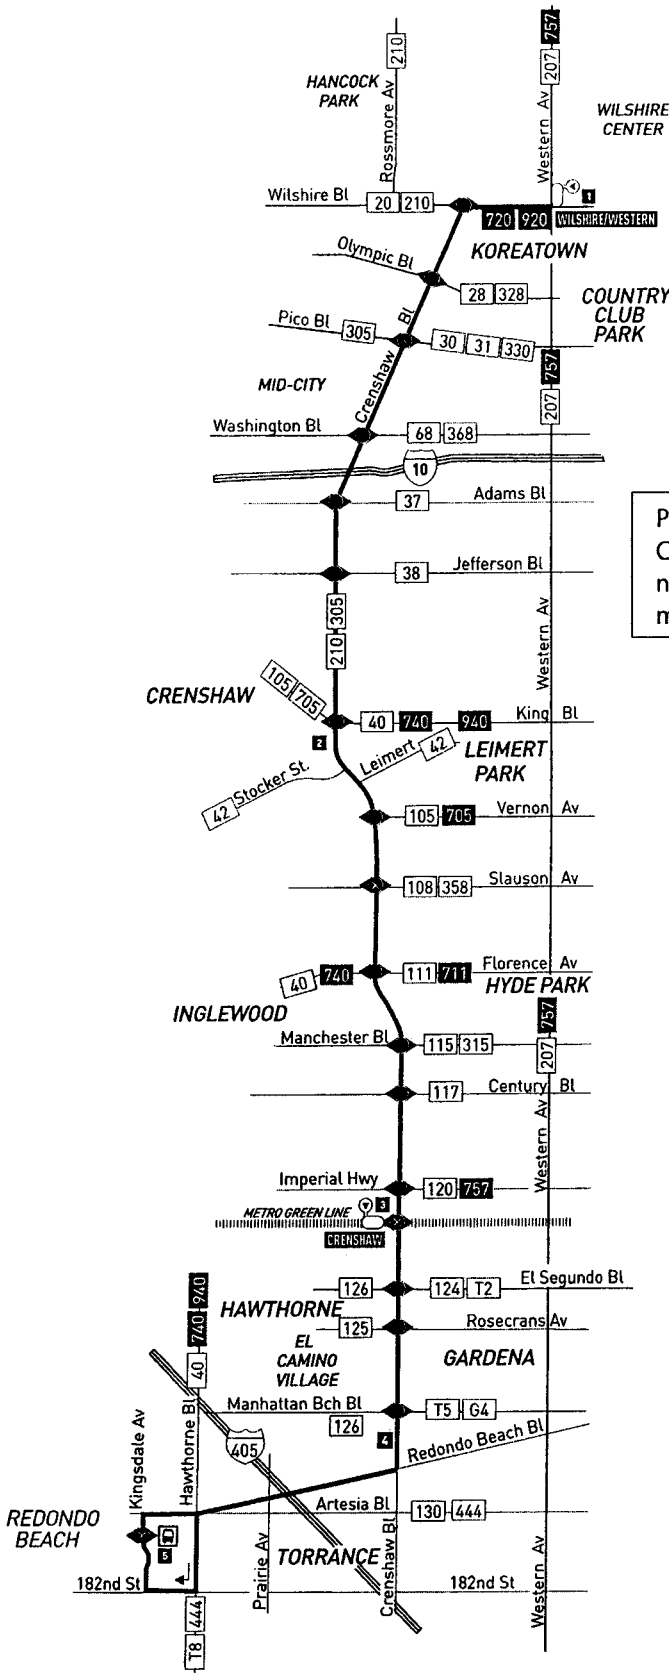 757
210
207
HANCOCK
PARK
Rossmore Av
Western Av
WILSHIRE
CENTER
1
Wilshire Bl
20 210
720 920 WILSHIRE/WESTERN
KOREATOWN
Olympic Bl
28 328
COUNTRY
CLUB
PARK
Pico Bl 305
30 31 330
757
207
Crenshaw Bl
MID-CITY
Washington Bl
68 368
10
37
Adams Bl
P
C
n
m
38
Jefferson Bl
305
210
Western Av
105 705
CRENSHAW
40 740 940 King Bl
2
Leimert 42
LEIMERT
PARK
42 Stocker St.
105 705 Vernon Av
108 358 Slauson Av
40 740
111 711 Florence Av
HYDE PARK
INGLEWOOD
757
207
Manchester Bl
115 315
117 Century Bl
Western Av
Imperial Hwy
120 757
METRO GREEN LINE
3
CRENSHAW
126
124 T2 El Segundo Bl
HAWTHORNE
940
740
40
125
Rosecrans Av
EL
CAMINO
VILLAGE
GARDENA
Manhattan Bch Bl
126
T5 G4
4
Redondo Beach Bl
Kingsdale Av
Hawthorne Bl
405
Artesia Bl
130 444
REDONDO
BEACH
5
Prairie Av
TORRANCE
Crenshaw Bl
Western Av
182nd St
182nd St
444
T8